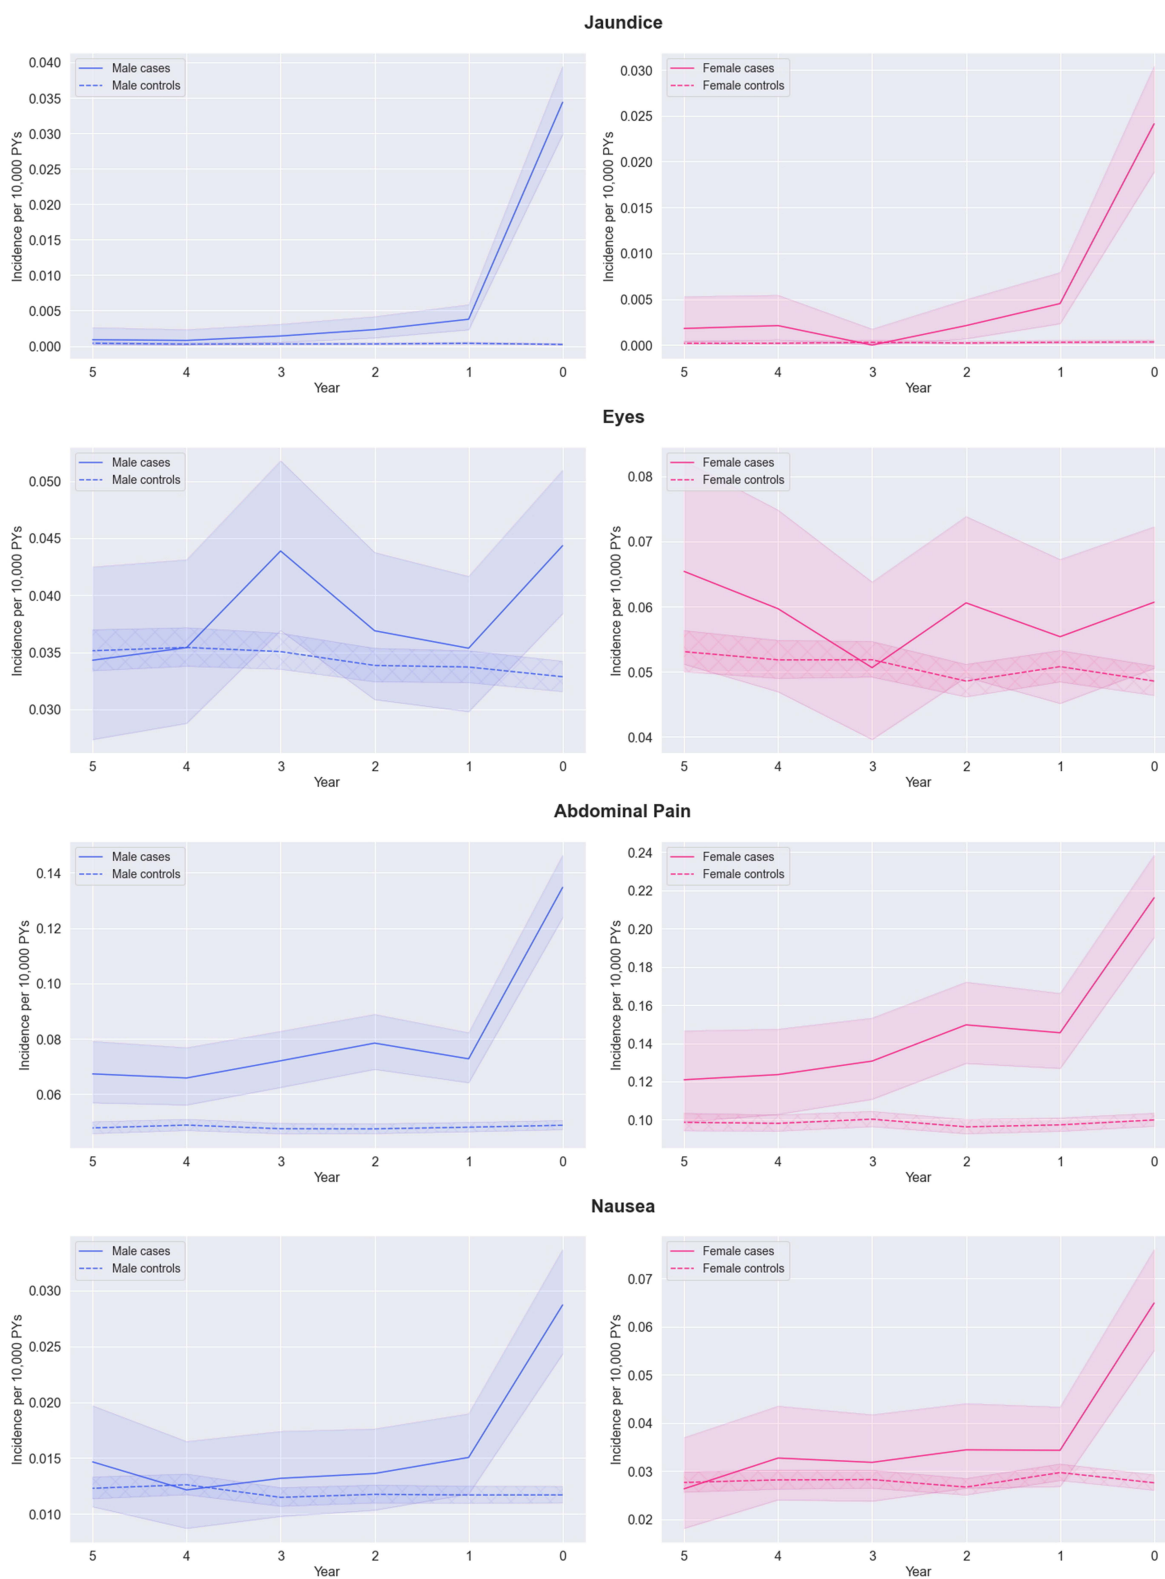 Jaundice
Incidence per 10,000 PYs
0.040
0.035
0.030
0.025
0.020
0.015
0.010
0.005
0.000
Male cases
Male controls
5 4 3 2 1 0
Year
Incidence per 10,000 PYs
0.030
0.025
0.020
0.015
0.010
0.005
0.000
Female cases
Female controls
5 4 3 2 1 0
Year
Eyes
Incidence per 10,000 PYs
0.050
0.045
0.040
0.035
0.030
Male cases
Male controls
5 4 3 2 1 0
Year
Incidence per 10,000 PYs
0.08
0.07
0.06
0.05
0.04
Female cases
Female controls
5 4 3 2 1 0
Year
Abdominal Pain
Incidence per 10,000 PYs
0.14
0.12
0.10
0.08
0.06
Male cases
Male controls
5 4 3 2 1 0
Year
Incidence per 10,000 PYs
0.24
0.22
0.20
0.18
0.16
0.14
0.12
0.10
Female cases
Female controls
5 4 3 2 1 0
Year
Nausea
Incidence per 10,000 PYs
0.030
0.025
0.020
0.015
0.010
Male cases
Male controls
5 4 3 2 1 0
Year
Incidence per 10,000 PYs
0.07
0.06
0.05
0.04
0.03
0.02
Female cases
Female controls
5 4 3 2 1 0
Year